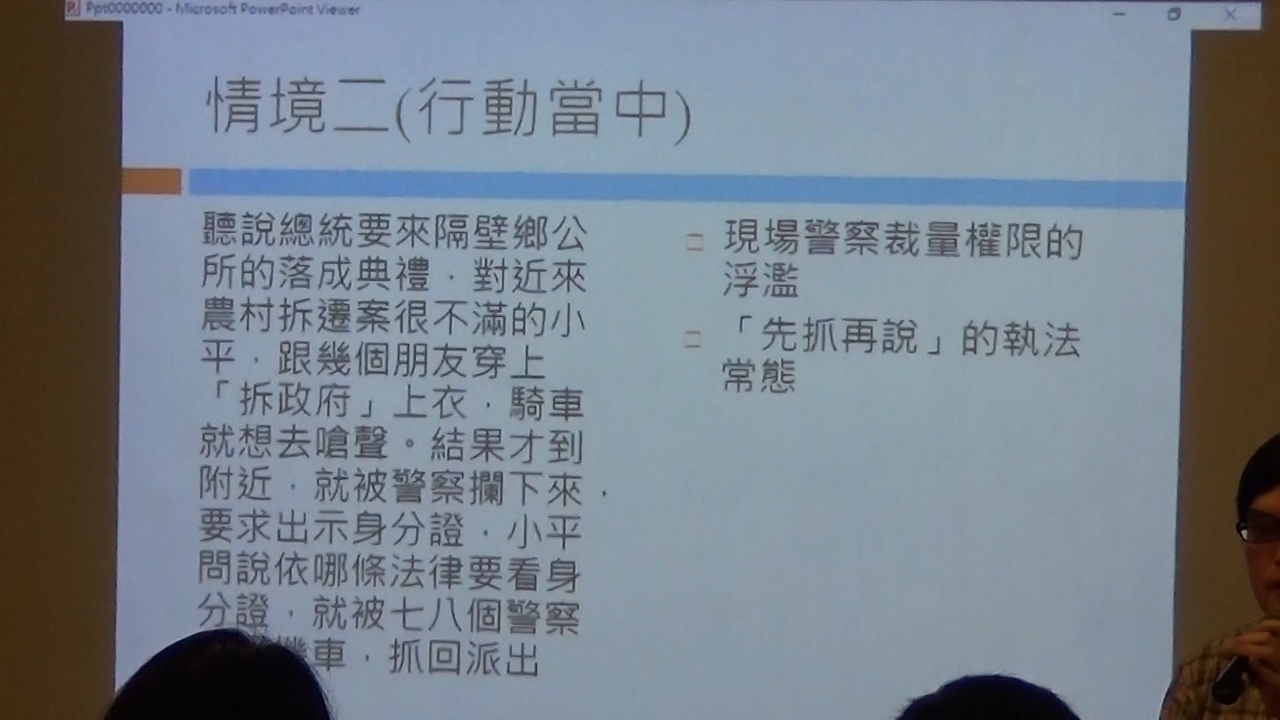 Ppt0000000 - Microsoft PowerPoint Viewer
情境二(行動當中)
聽說總統要來隔壁鄉公
所的落成典禮，對近來
農村拆遷案很不滿的小
平，跟幾個朋友穿上
「拆政府」上衣，騎車
就想去嗆聲。結果才到
附近，就被警察攔下來，
要求出示身分證，小平
問說依哪條法律要看身
分證，就被七八個警察
機車，抓回派出
現場警察裁量權限的
浮濫
「先抓再說」的執法
常態